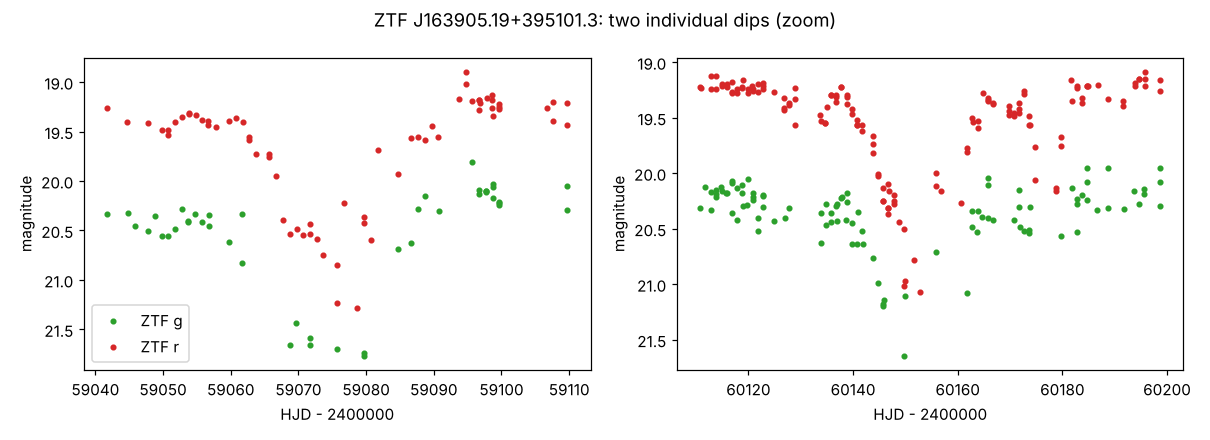 ZTF J163905.19+395101.3: two individual dips (zoom)
magnitude
19.0
19.5
20.0
20.5
21.0
21.5
ZTF g
ZTF r
59040 59050 59060 59070 59080 59090 59100 59110
HJD - 2400000
magnitude
19.0
19.5
20.0
20.5
21.0
21.5
60120 60140 60160 60180 60200
HJD - 2400000